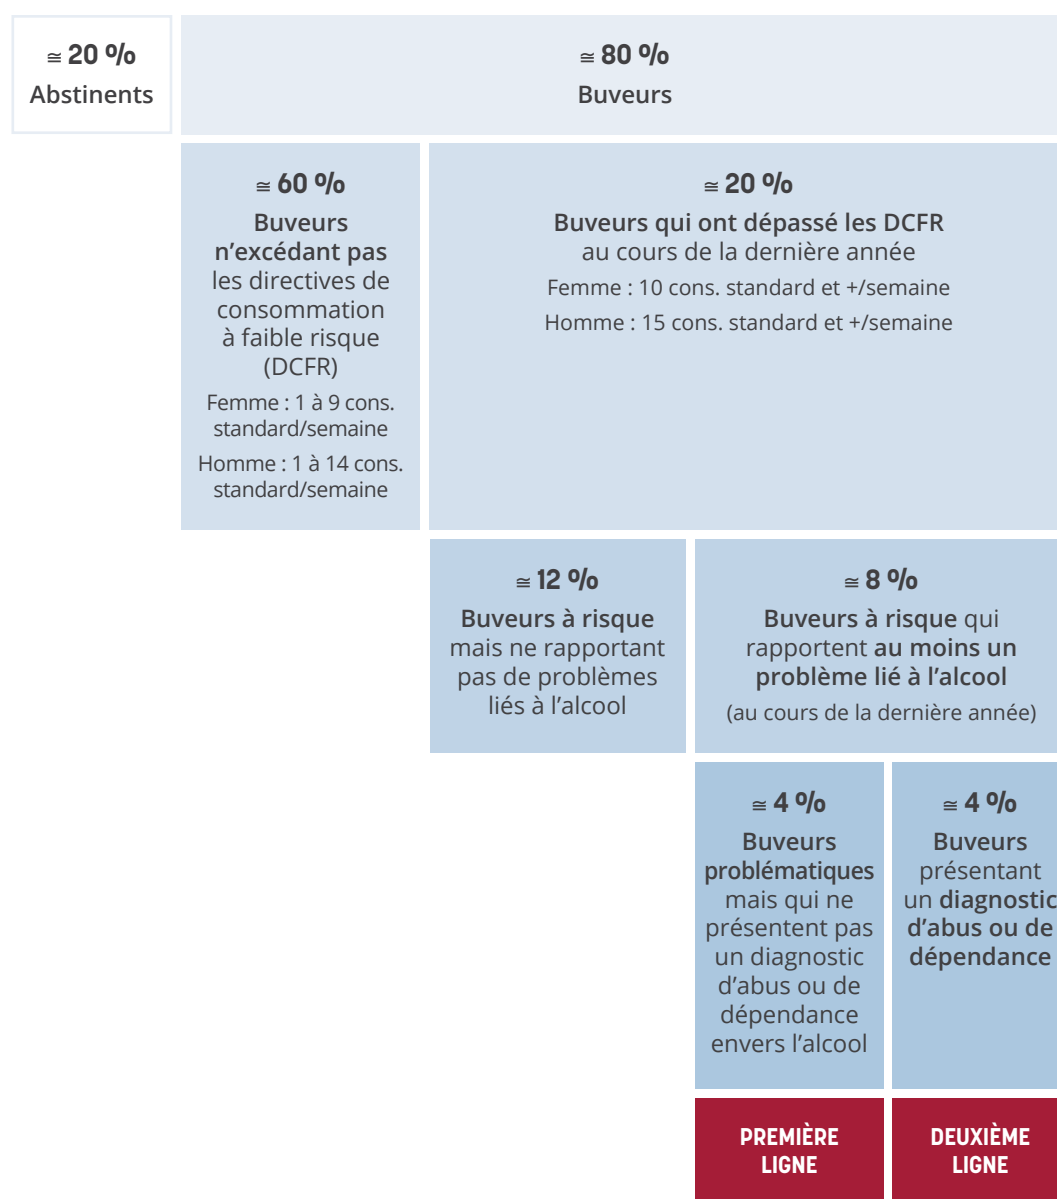 ≅ 20 %
Abstinents
≅ 80 %
Buveurs
≅ 60 %
Buveurs
n’excédant pas
les directives de
consommation
à faible risque
(DCFR)
Femme : 1 à 9 cons.
standard/semaine
Homme : 1 à 14 cons.
standard/semaine
≅ 20 %
Buveurs qui ont dépassé les DCFR
au cours de la dernière année
Femme : 10 cons. standard et +/semaine
Homme : 15 cons. standard et +/semaine
≅ 12 %
Buveurs à risque
mais ne rapportant
pas de problèmes
liés à l’alcool
≅ 8 %
Buveurs à risque qui
rapportent au moins un
problème lié à l’alcool
(au cours de la dernière année)
≅ 4 %
Buveurs
problématiques
mais qui ne
présentent pas
un diagnostic
d’abus ou de
dépendance
envers l’alcool
≅ 4 %
Buveurs
présentant
un diagnostic
d’abus ou de
dépendance
PREMIÈRE
LIGNE
DEUXIÈME
LIGNE